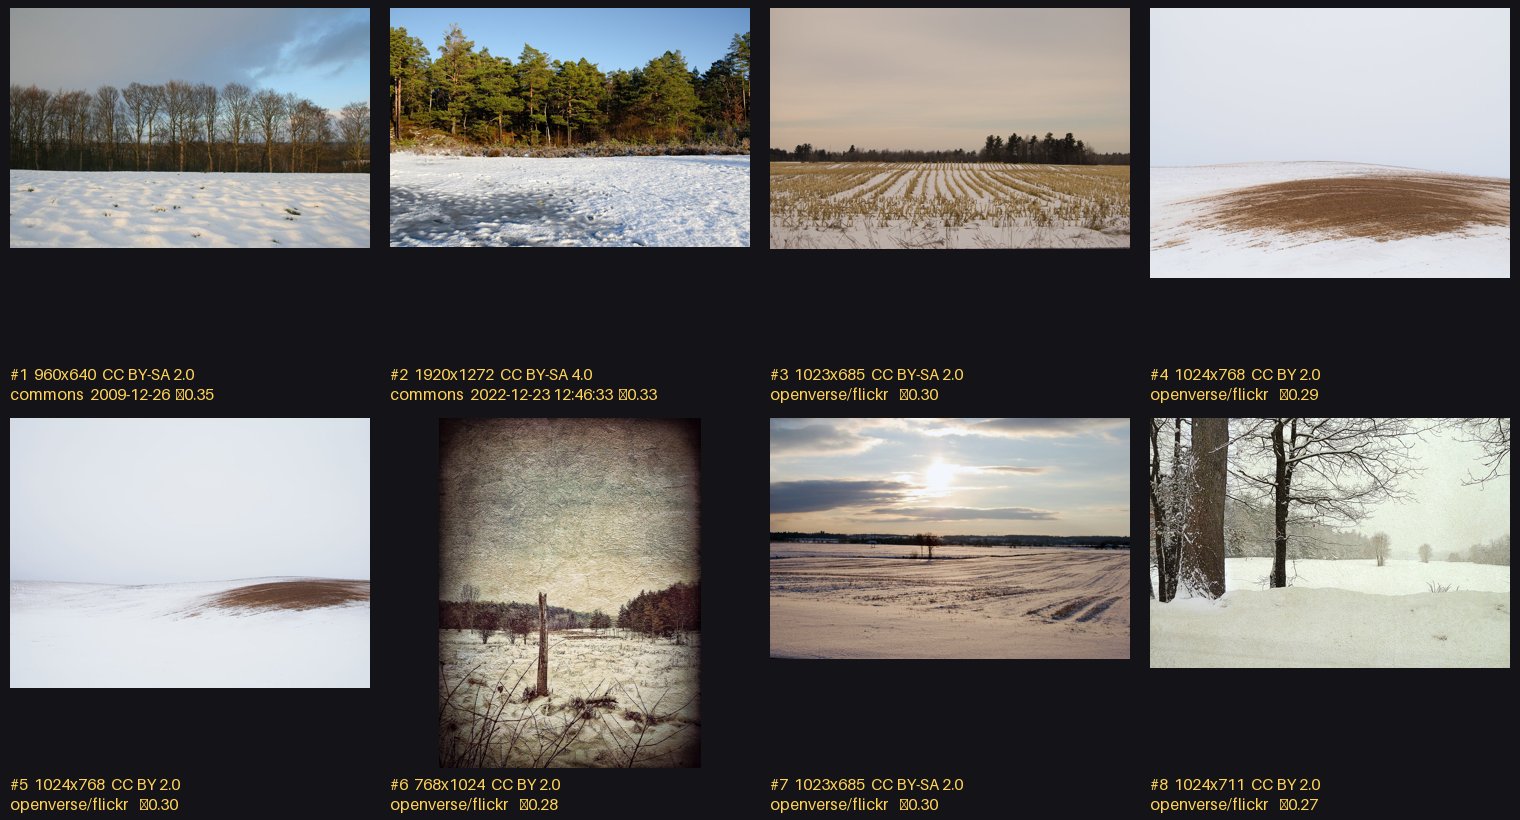 #1 960x640 CC BY-SA 2.0
commons 2009-12-26 0.35
#2 1920x1272 CC BY-SA 4.0
commons 2022-12-23 12:46:33 0.33
#3 1023x685 CC BY-SA 2.0
openverse/flickr 0.30
#4 1024x768 CC BY 2.0
openverse/flickr 0.29
#5 1024x768 CC BY 2.0
openverse/flickr 0.30
#6 768x1024 CC BY 2.0
openverse/flickr 0.28
#7 1023x685 CC BY-SA 2.0
openverse/flickr 0.30
#8 1024x711 CC BY 2.0
openverse/flickr 0.27